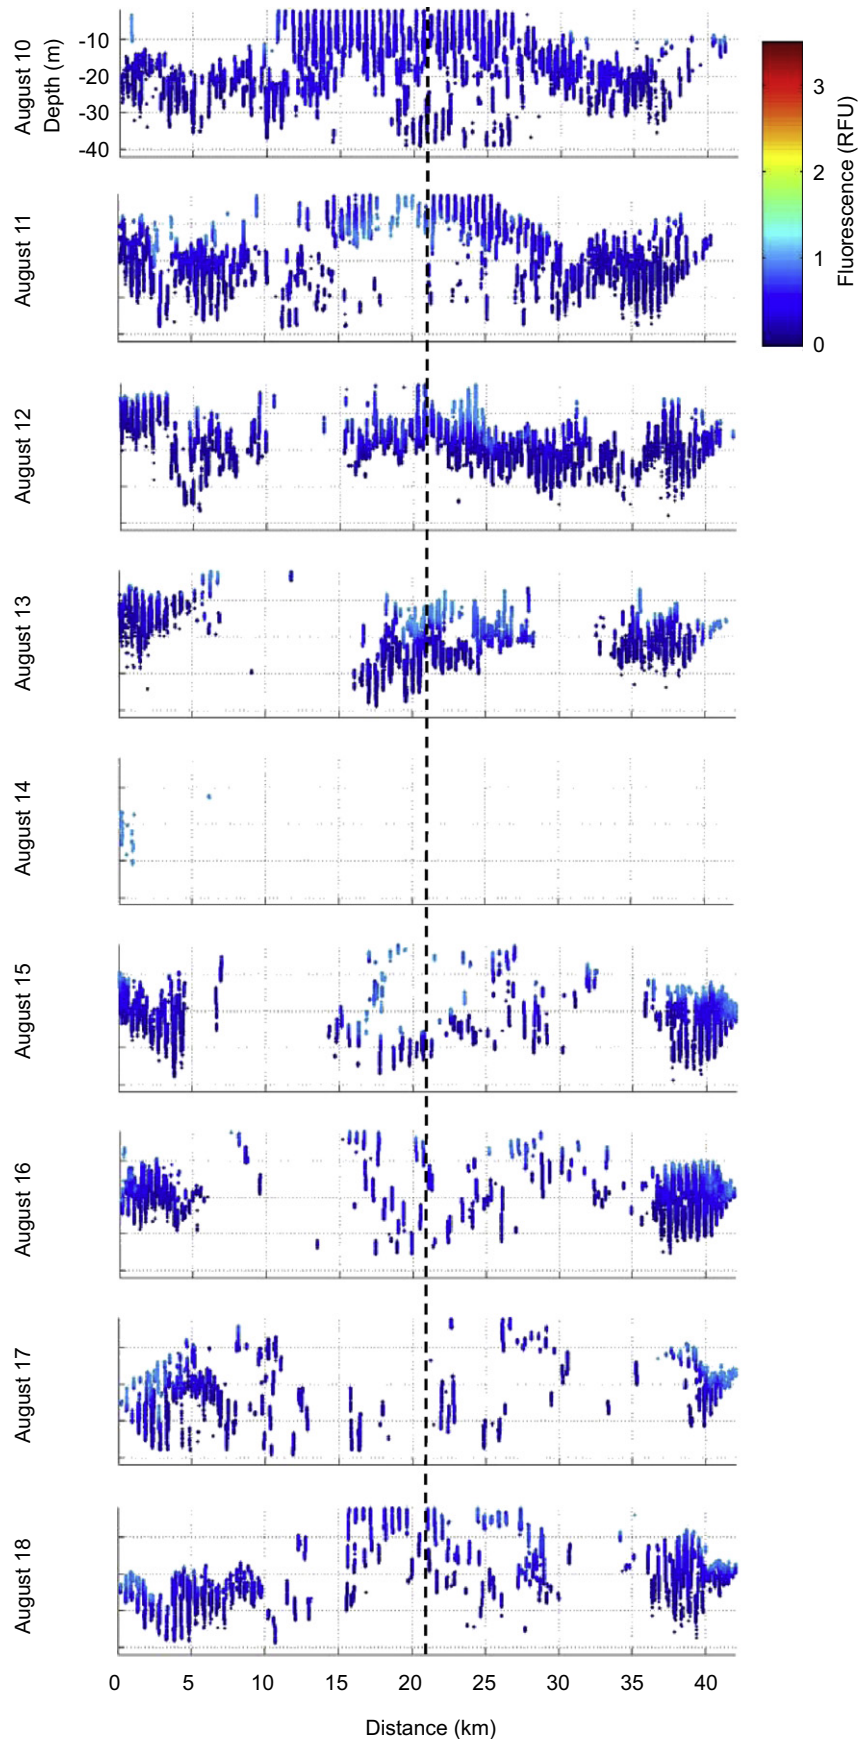 August 10
Depth (m)
-10
-20
-30
-40
3
2
1
0
Fluorescence (RFU)
August 11
August 12
August 13
August 14
August 15
August 16
August 17
August 18
0 5 10 15 20 25 30 35 40
Distance (km)